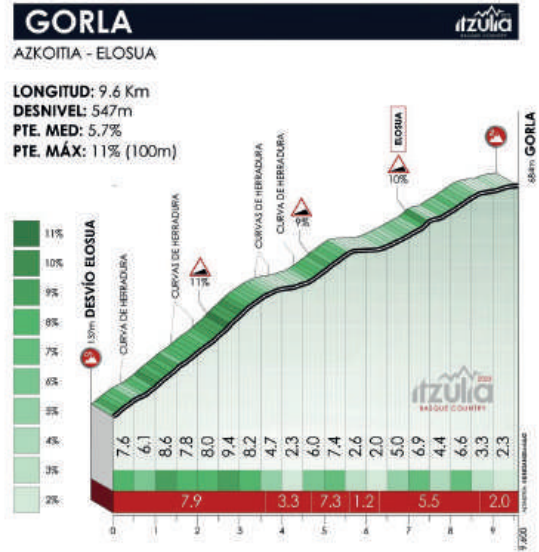 GORLA
itzulia
BASQUE COUNTRY
AZKOITIA - ELOSUA
LONGITUD: 9.6 Km
DESNIVEL: 547m
PTE. MED: 5.7%
PTE. MÁX: 11% (100m)
11%
10%
9%
8%
7%
6%
5%
4%
3%
2%
137m DESVÍO ELOSUA
CURVA DE HERRADURA
CURVAS DE HERRADURA
11%
CURVAS DE HERRADURA
CURVA DE HERRADURA
9%
ELOSUA
10%
684m GORLA
itzulia
BASQUE COUNTRY
7.6 6.1 8.6 7.8 8.0 9.4 8.2 4.7 2.3 6.0 7.4 2.6 2.0 5.0 6.9 4.4 6.6 3.3 2.3
7.9 3.3 7.3 1.2 5.5 2.0
0 1 2 3 4 5 6 7 8 9 9.600